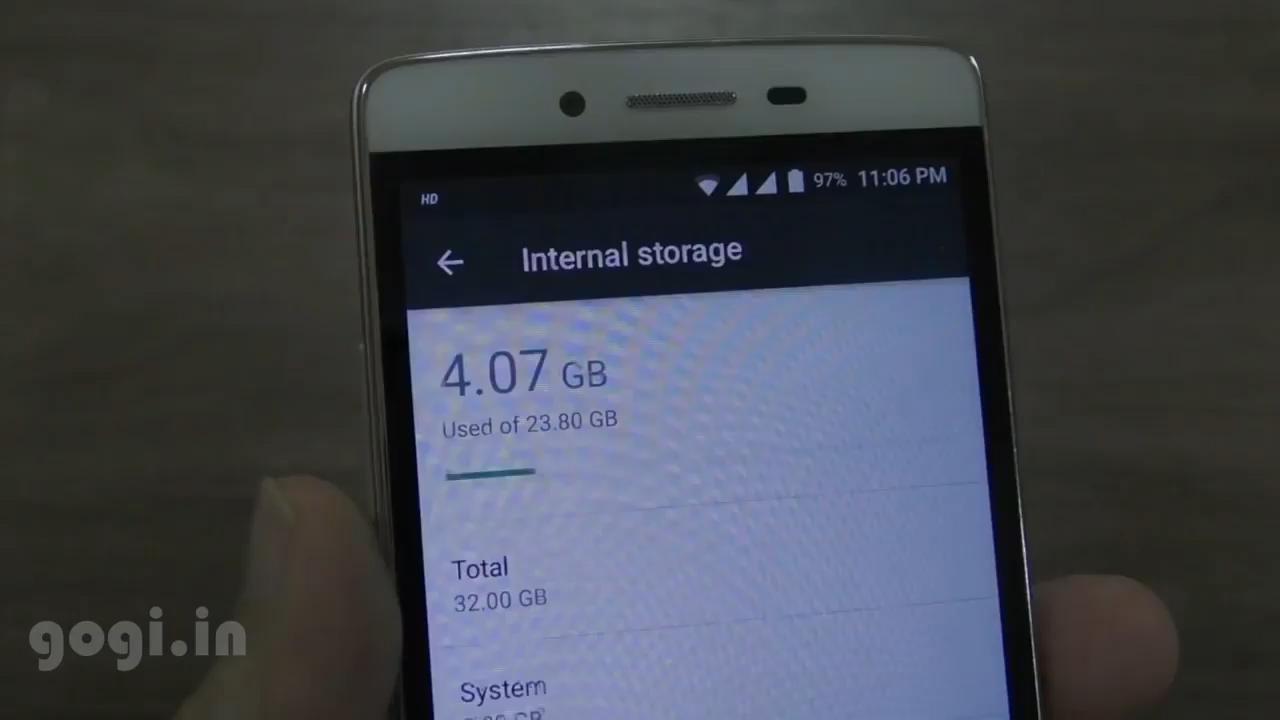 HD 97% 11:06 PM
Internal storage
4.07 GB
Used of 23.80 GB
Total
32.00 GB
System
GB
gogi.in